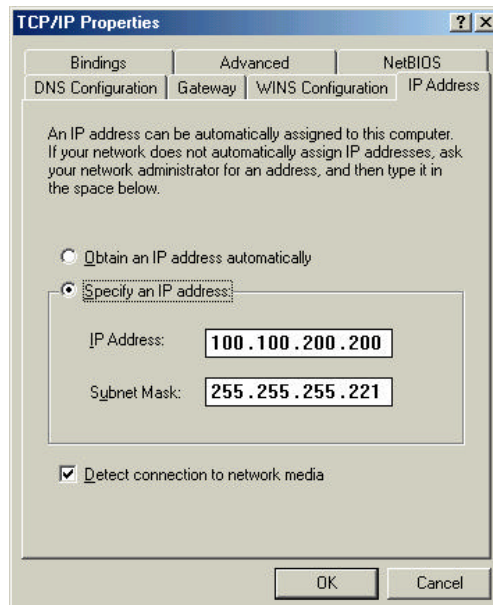 TCP/IP Properties
? ×
Bindings Advanced NetBIOS
DNS Configuration Gateway WINS Configuration IP Address
An IP address can be automatically assigned to this computer.
If your network does not automatically assign IP addresses, ask
your network administrator for an address, and then type it in
the space below.
Obtain an IP address automatically
Specify an IP address:
IP Address: 100.100.200.200
Subnet Mask: 255.255.255.221
Detect connection to network media
OK Cancel